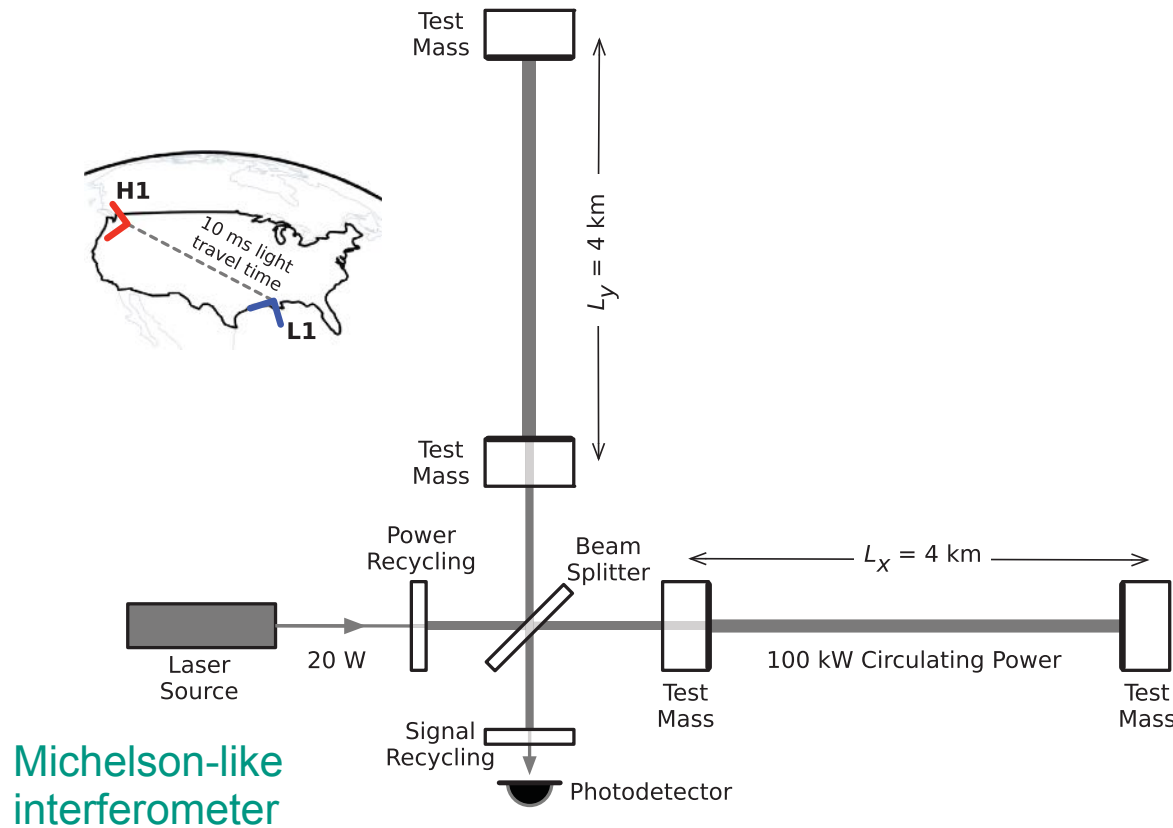 Test
Mass
H1
10 ms light
travel time
L1
Ly = 4 km
Test
Mass
Power
Recycling
Beam
Splitter
Lx = 4 km
Laser
Source
20 W
100 kW Circulating Power
Test
Mass
Test
Mass
Signal
Recycling
Photodetector
Michelson-like
interferometer